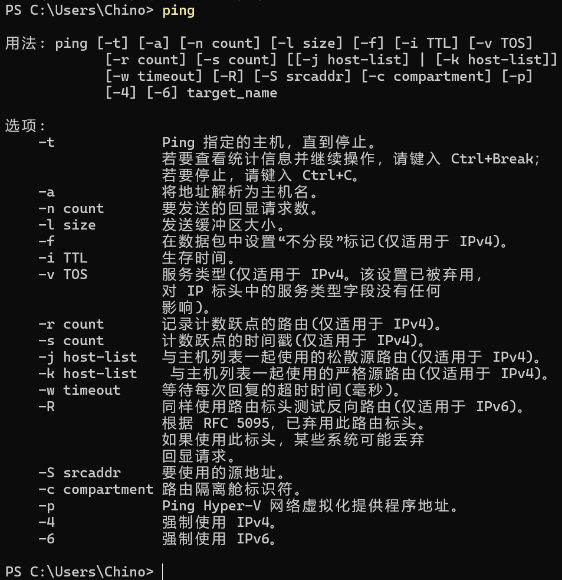 PS C:\Users\Chino> ping

用法: ping [-t] [-a] [-n count] [-l size] [-f] [-i TTL] [-v TOS]
            [-r count] [-s count] [[-j host-list] | [-k host-list]]
            [-w timeout] [-R] [-S srcaddr] [-c compartment] [-p]
            [-4] [-6] target_name

选项:
    -t             Ping 指定的主机，直到停止。
                   若要查看统计信息并继续操作，请键入 Ctrl+Break;
                   若要停止，请键入 Ctrl+C。
    -a             将地址解析为主机名。
    -n count       要发送的回显请求数。
    -l size        发送缓冲区大小。
    -f             在数据包中设置“不分段”标记(仅适用于 IPv4)。
    -i TTL         生存时间。
    -v TOS         服务类型(仅适用于 IPv4。该设置已被弃用，
                   对 IP 标头中的服务类型字段没有任何
                   影响)。
    -r count       记录计数跃点的路由(仅适用于 IPv4)。
    -s count       计数跃点的时间戳(仅适用于 IPv4)。
    -j host-list   与主机列表一起使用的松散源路由(仅适用于 IPv4)。
    -k host-list    与主机列表一起使用的严格源路由(仅适用于 IPv4)。
    -w timeout     等待每次回复的超时时间(毫秒)。
    -R             同样使用路由标头测试反向路由(仅适用于 IPv6)。
                   根据 RFC 5095，已弃用此路由标头。
                   如果使用此标头，某些系统可能丢弃
                   回显请求。
    -S srcaddr     要使用的源地址。
    -c compartment 路由隔离舱标识符。
    -p             Ping Hyper-V 网络虚拟化提供程序地址。
    -4             强制使用 IPv4。
    -6             强制使用 IPv6。

PS C:\Users\Chino>